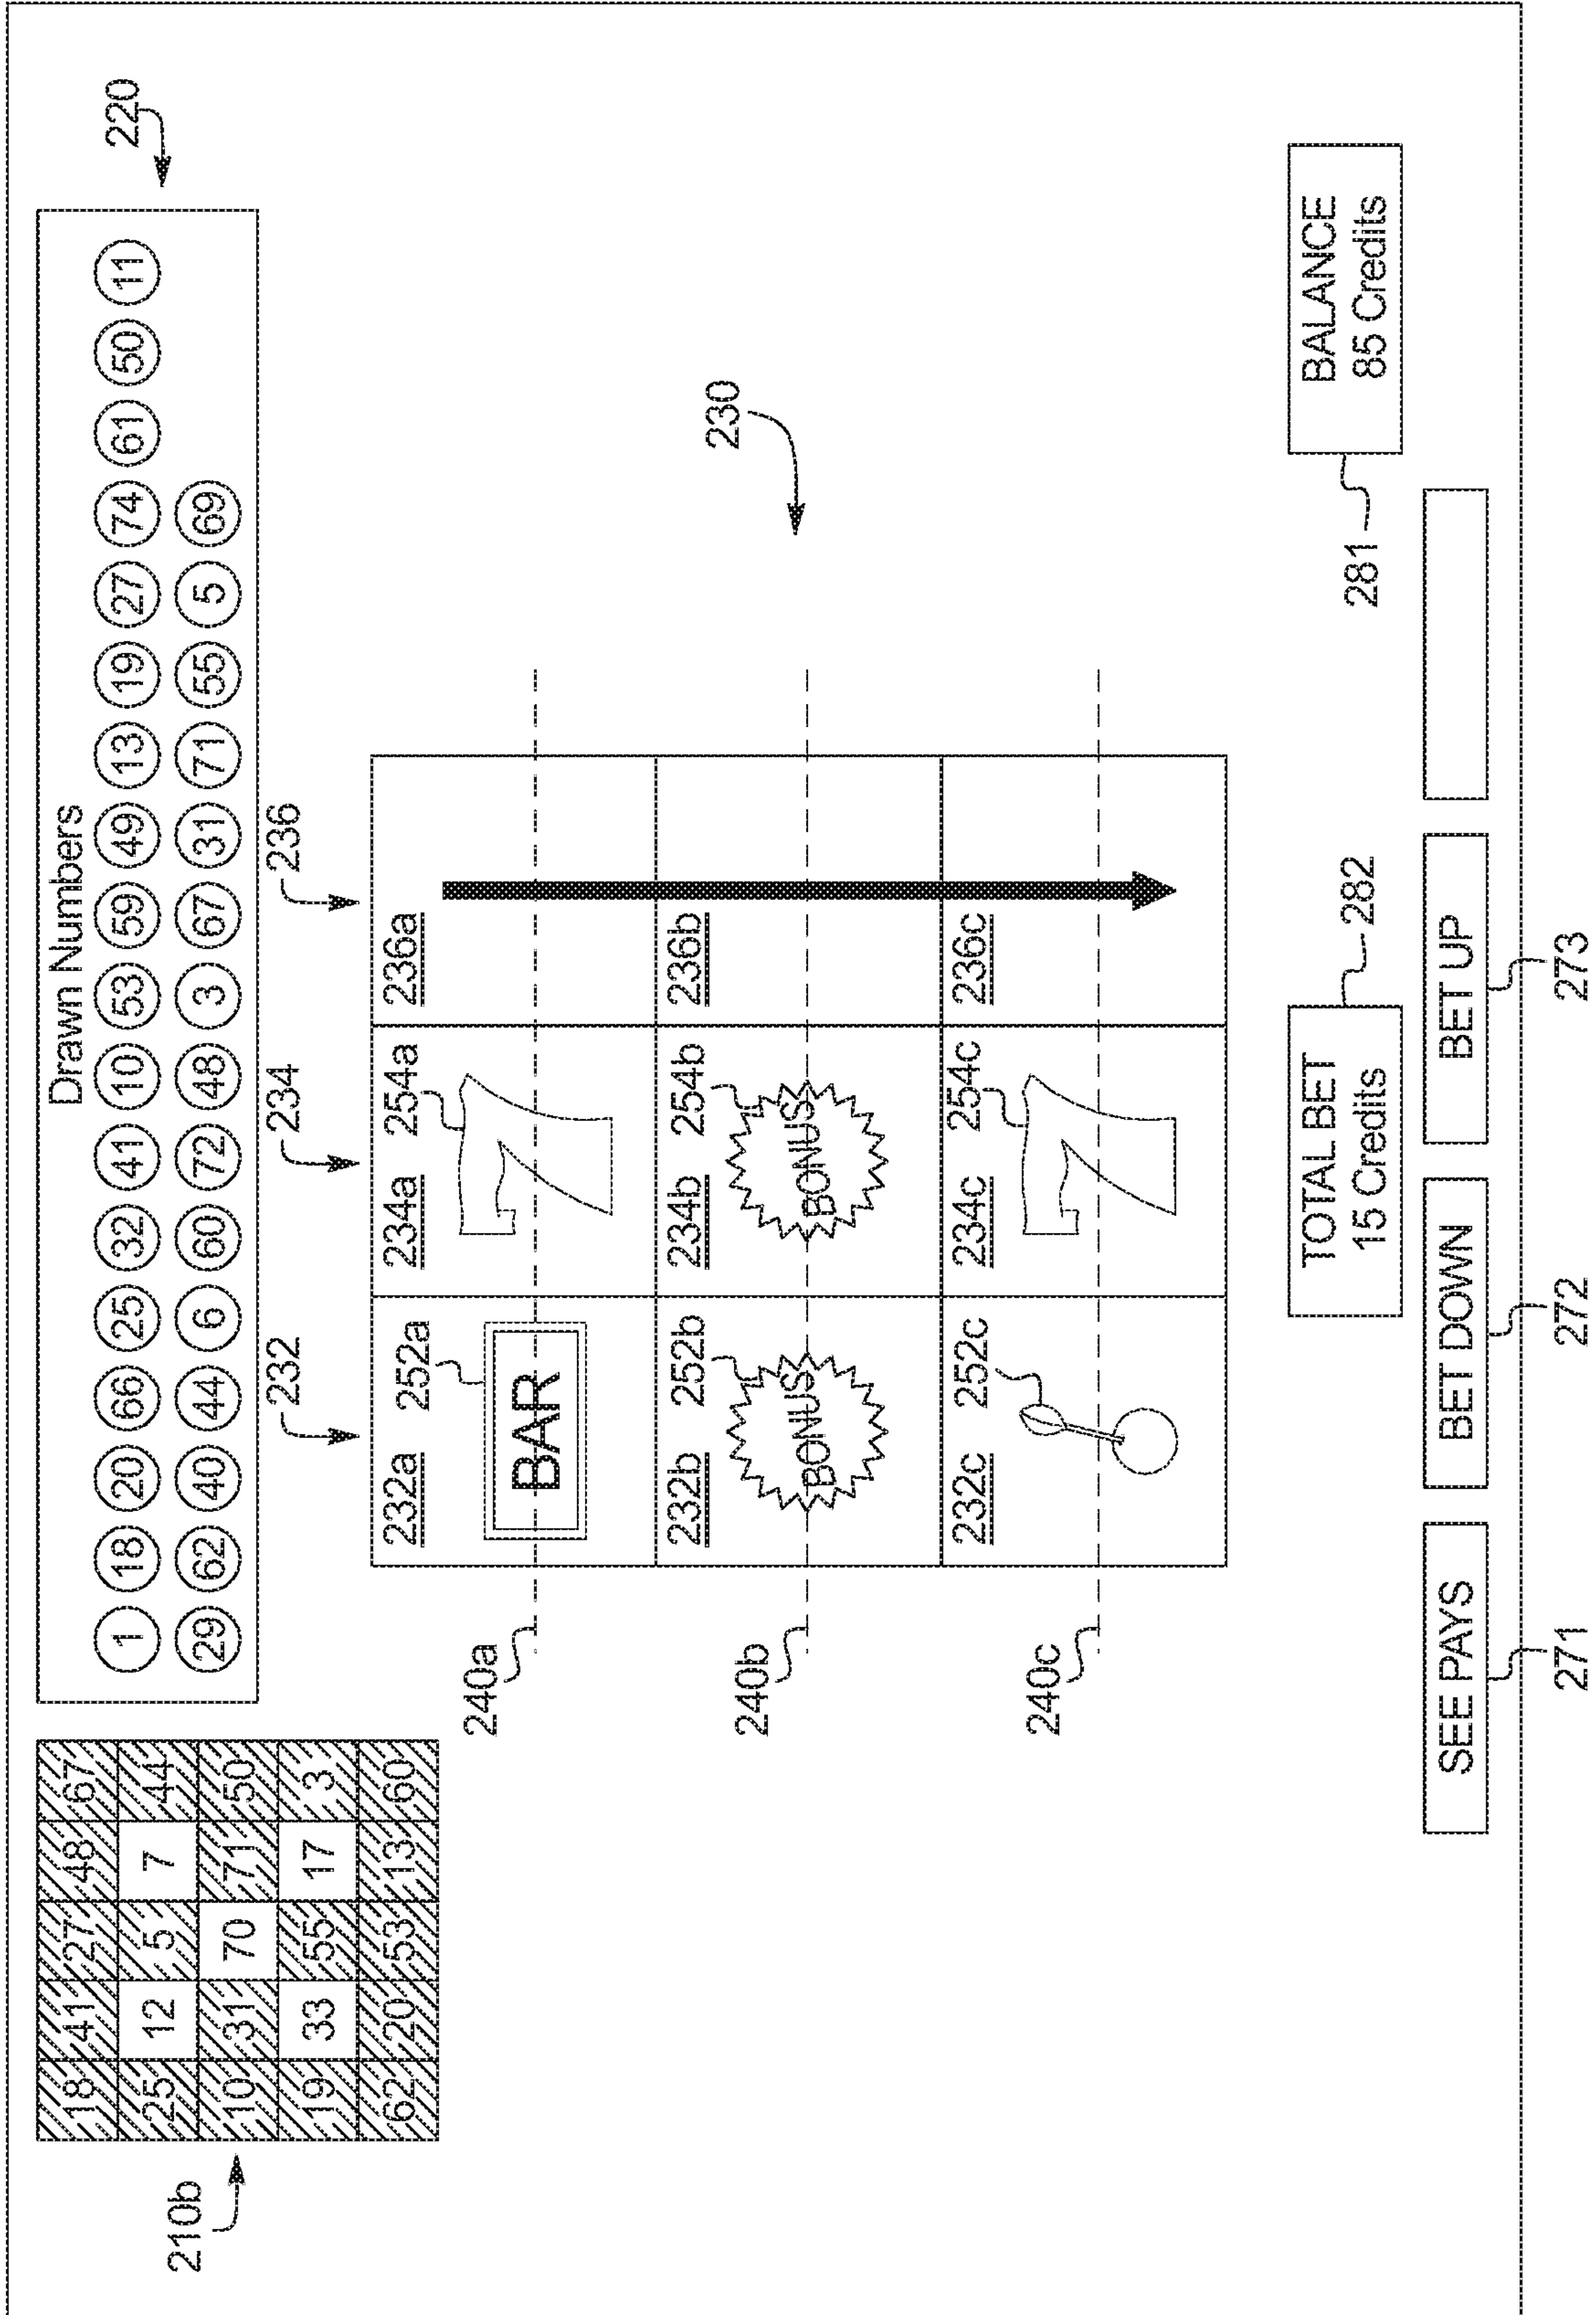 210b
18 41 27 48 67
25 12 5 7 44
10 31 70 71 50
19 33 55 17 3
62 20 53 13 60
Drawn Numbers
1 18 20 66 25 32 41 10 53 59 49 13 19 27 74 61 50 11
29 62 40 44 6 60 72 48 3 67 31 71 55 5 69
220
232 234 236
232a 252a 234a 254a 236a
BAR
240a
232b 252b 234b 254b 236b
BONUS BONUS
240b
232c 252c 234c 254c 236c
240c
230
TOTAL BET
15 Credits
282
BALANCE
85 Credits
281
SEE PAYS BET DOWN BET UP
271 272 273